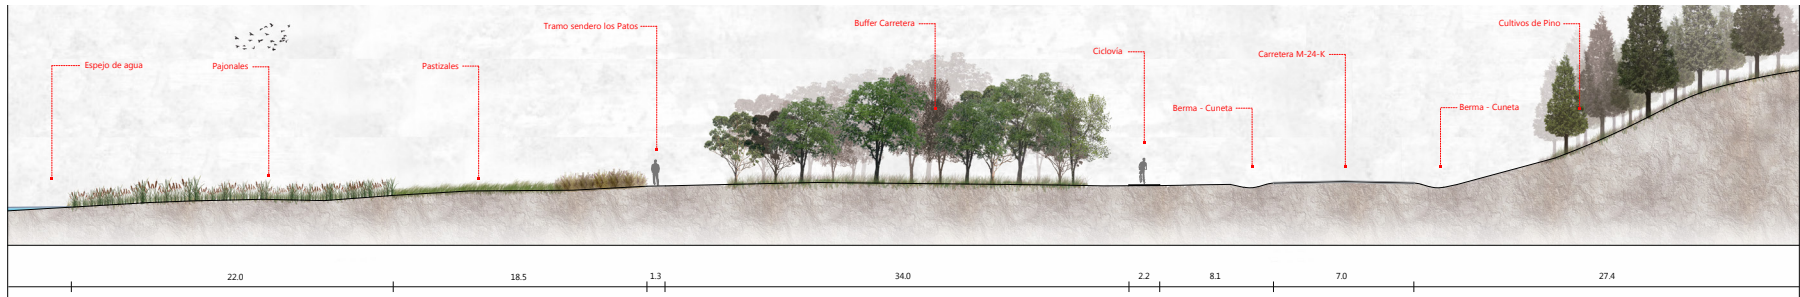 Tramo sendero los Patos
Buffer Carretera
Cultivos de Pino
Ciclovía
Carretera M-24-K
Espejo de agua
Pajonales
Pastizales
Berma - Cuneta
Berma - Cuneta
22.0
18.5
1.3
34.0
2.2
8.1
7.0
27.4